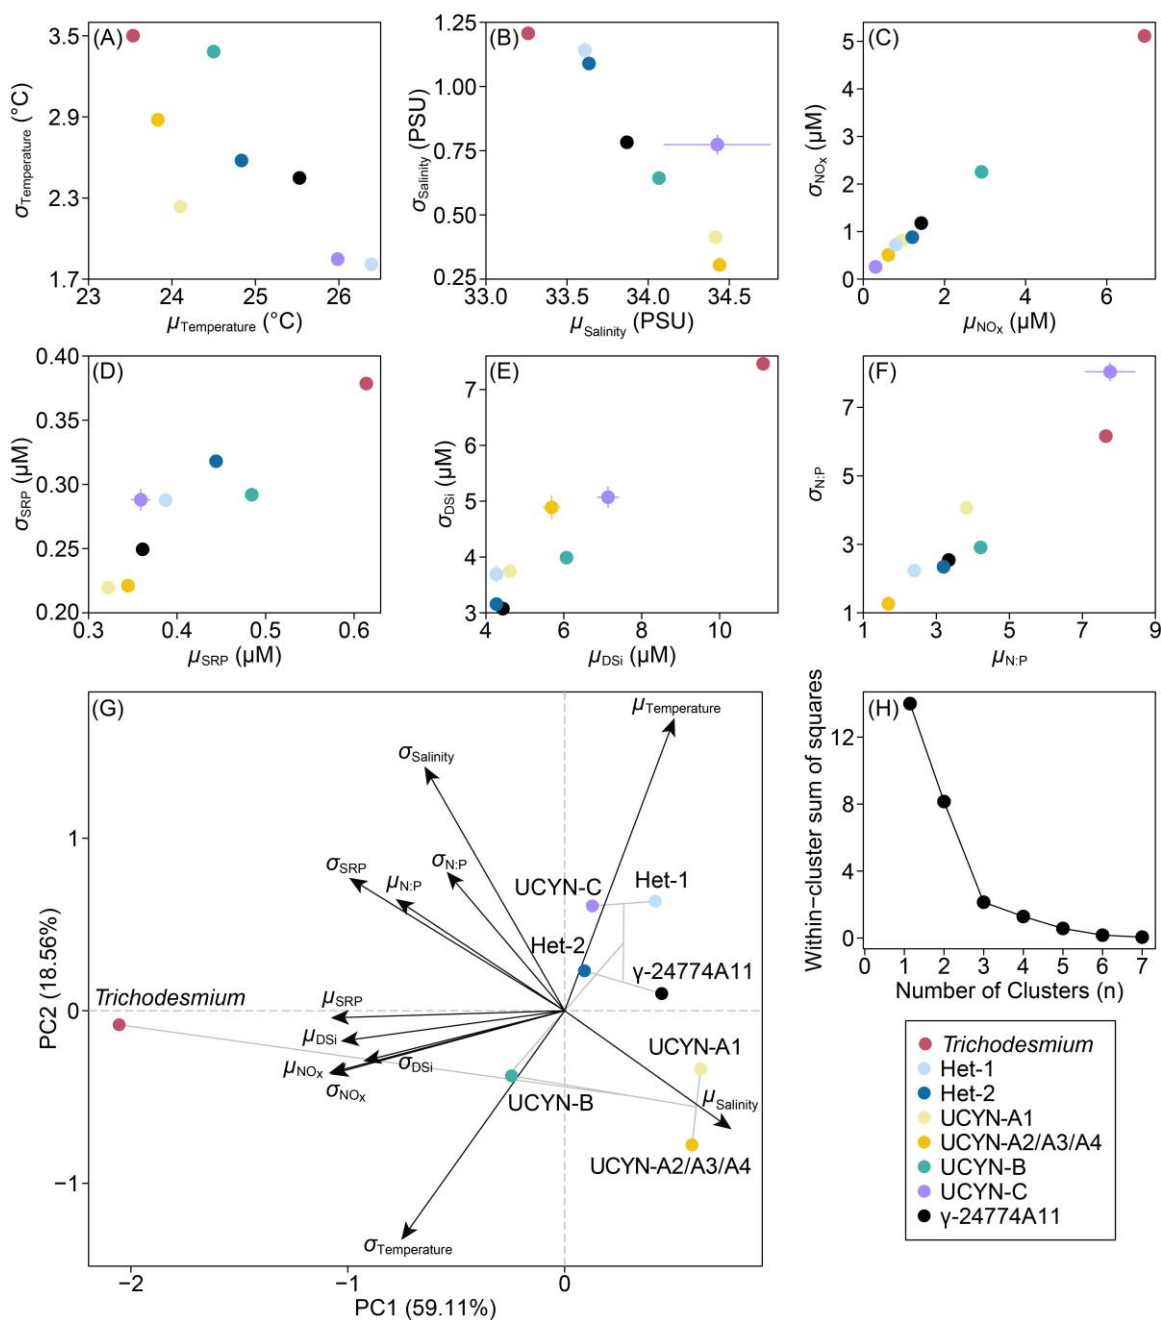 (A)
3.5
2.9
2.3
1.7
23
24
25
26
σTemperature (°C)
μTemperature (°C)
(B)
1.25
1.00
0.75
0.50
0.25
33.0
33.5
34.0
34.5
σSalinity (PSU)
μSalinity (PSU)
(C)
5
4
3
2
1
0
0
2
4
6
σNOx (μM)
μNOx (μM)
(D)
0.40
0.35
0.30
0.25
0.20
0.3
0.4
0.5
0.6
σSRP (μM)
μSRP (μM)
(E)
7
6
5
4
3
4
6
8
10
σDSi (μM)
μDSi (μM)
(F)
7
5
3
1
1
3
5
7
9
σN:P
μN:P
(G)
μTemperature
σSalinity
σSRP
μN:P
σN:P
UCYN-C
Het-1
Het-2
γ-24774A11
Trichodesmium
μSRP
μDSi
μNOx
σDSi
σNOx
UCYN-B
UCYN-A1
μSalinity
UCYN-A2/A3/A4
σTemperature
1
0
−1
−2
−1
0
PC2 (18.56%)
PC1 (59.11%)
(H)
12
8
4
0
0
1
2
3
4
5
6
7
Within−cluster sum of squares
Number of Clusters (n)
Trichodesmium
Het-1
Het-2
UCYN-A1
UCYN-A2/A3/A4
UCYN-B
UCYN-C
γ-24774A11